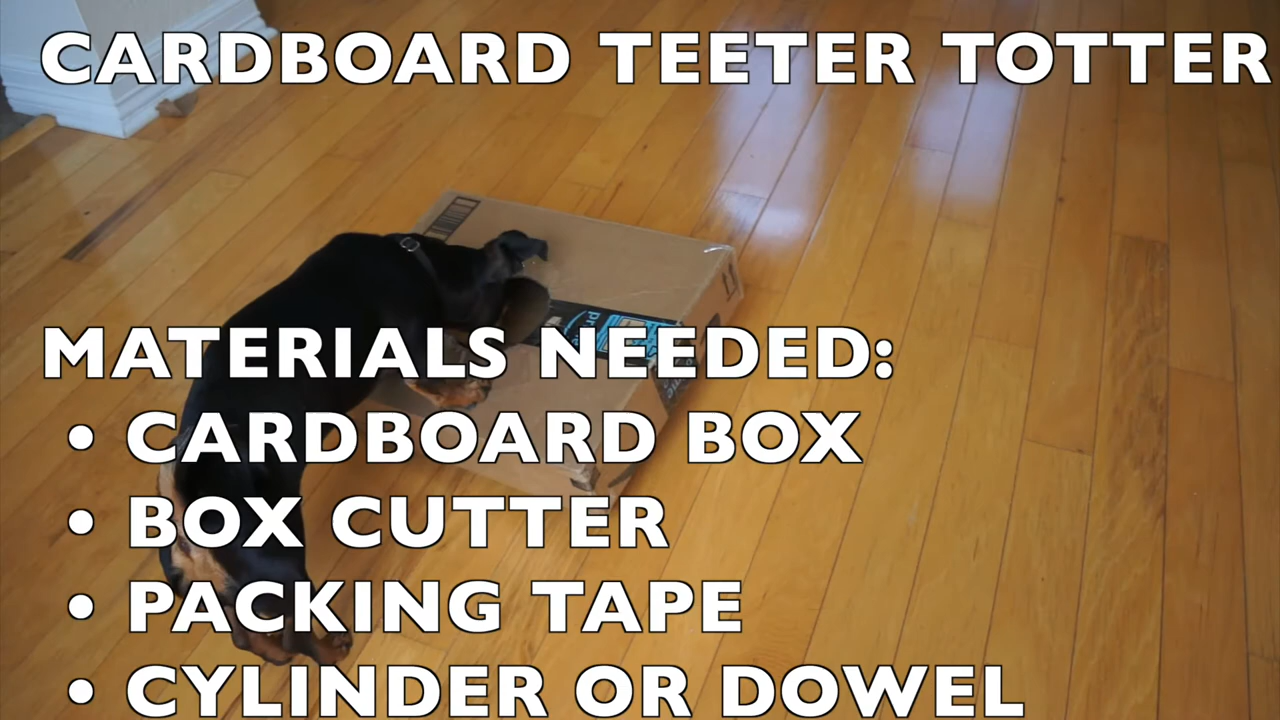 CARDBOARD TEETER TOTTER
MATERIALS NEEDED:
• CARDBOARD BOX
• BOX CUTTER
• PACKING TAPE
• CYLINDER OR DOWEL